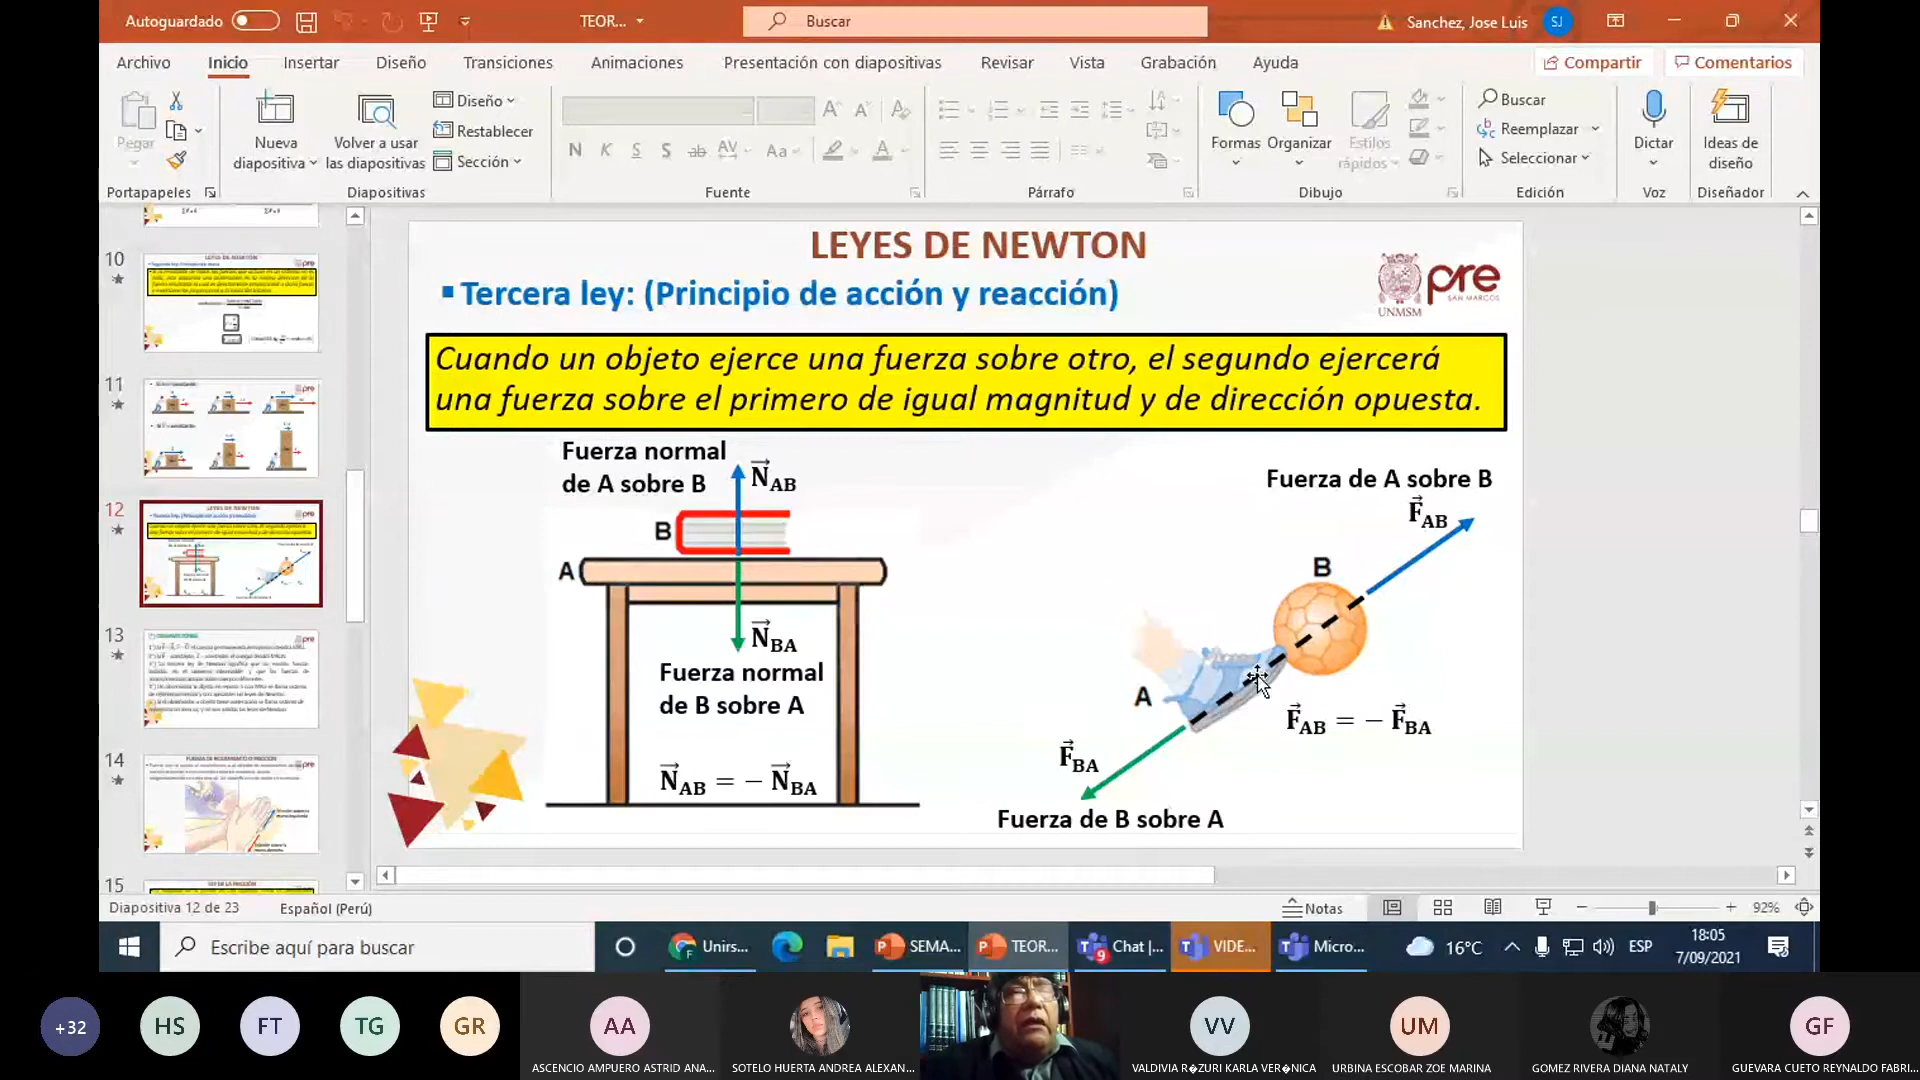 Autoguardado
TEOR...
Buscar
Sanchez, Jose Luis
SJ
Archivo
Inicio
Insertar
Diseño
Transiciones
Animaciones
Presentación con diapositivas
Revisar
Vista
Grabación
Ayuda
Compartir
Comentarios
Pegar
Portapapeles
Nueva
diapositiva
Volver a usar
las diapositivas
Diseño
Restablecer
Sección
Diapositivas
N K S S ab AV Aa A
Fuente
Párrafo
Formas
Organizar
Estilos
rápidos
Dibujo
Buscar
Reemplazar
Seleccionar
Edición
Dictar
Voz
Ideas de
diseño
Diseñador
10
11
12
13
14
15
LEYES DE NEWTON
▪ Tercera ley: (Principio de acción y reacción)
pre
SAN MARCOS
UNMSM
Cuando un objeto ejerce una fuerza sobre otro, el segundo ejercerá
una fuerza sobre el primero de igual magnitud y de dirección opuesta.
Fuerza normal
de A sobre B
N⃗AB
B
A
N⃗BA
Fuerza normal
de B sobre A
N⃗AB = − N⃗BA
Fuerza de A sobre B
F⃗AB
B
A
F⃗AB = − F⃗BA
F⃗BA
Fuerza de B sobre A
Diapositiva 12 de 23
Español (Perú)
Notas
92%
Escribe aquí para buscar
Unirs...
SEMA...
TEOR...
Chat |...
9
VIDE...
Micro...
16°C
ESP
18:05
7/09/2021
+32
HS
FT
TG
GR
AA
VV
UM
GF
ASCENCIO AMPUERO ASTRID ANA...
SOTELO HUERTA ANDREA ALEXAN...
VALDIVIA R�ZURI KARLA VER�NICA
URBINA ESCOBAR ZOE MARINA
GOMEZ RIVERA DIANA NATALY
GUEVARA CUETO REYNALDO FABRI...